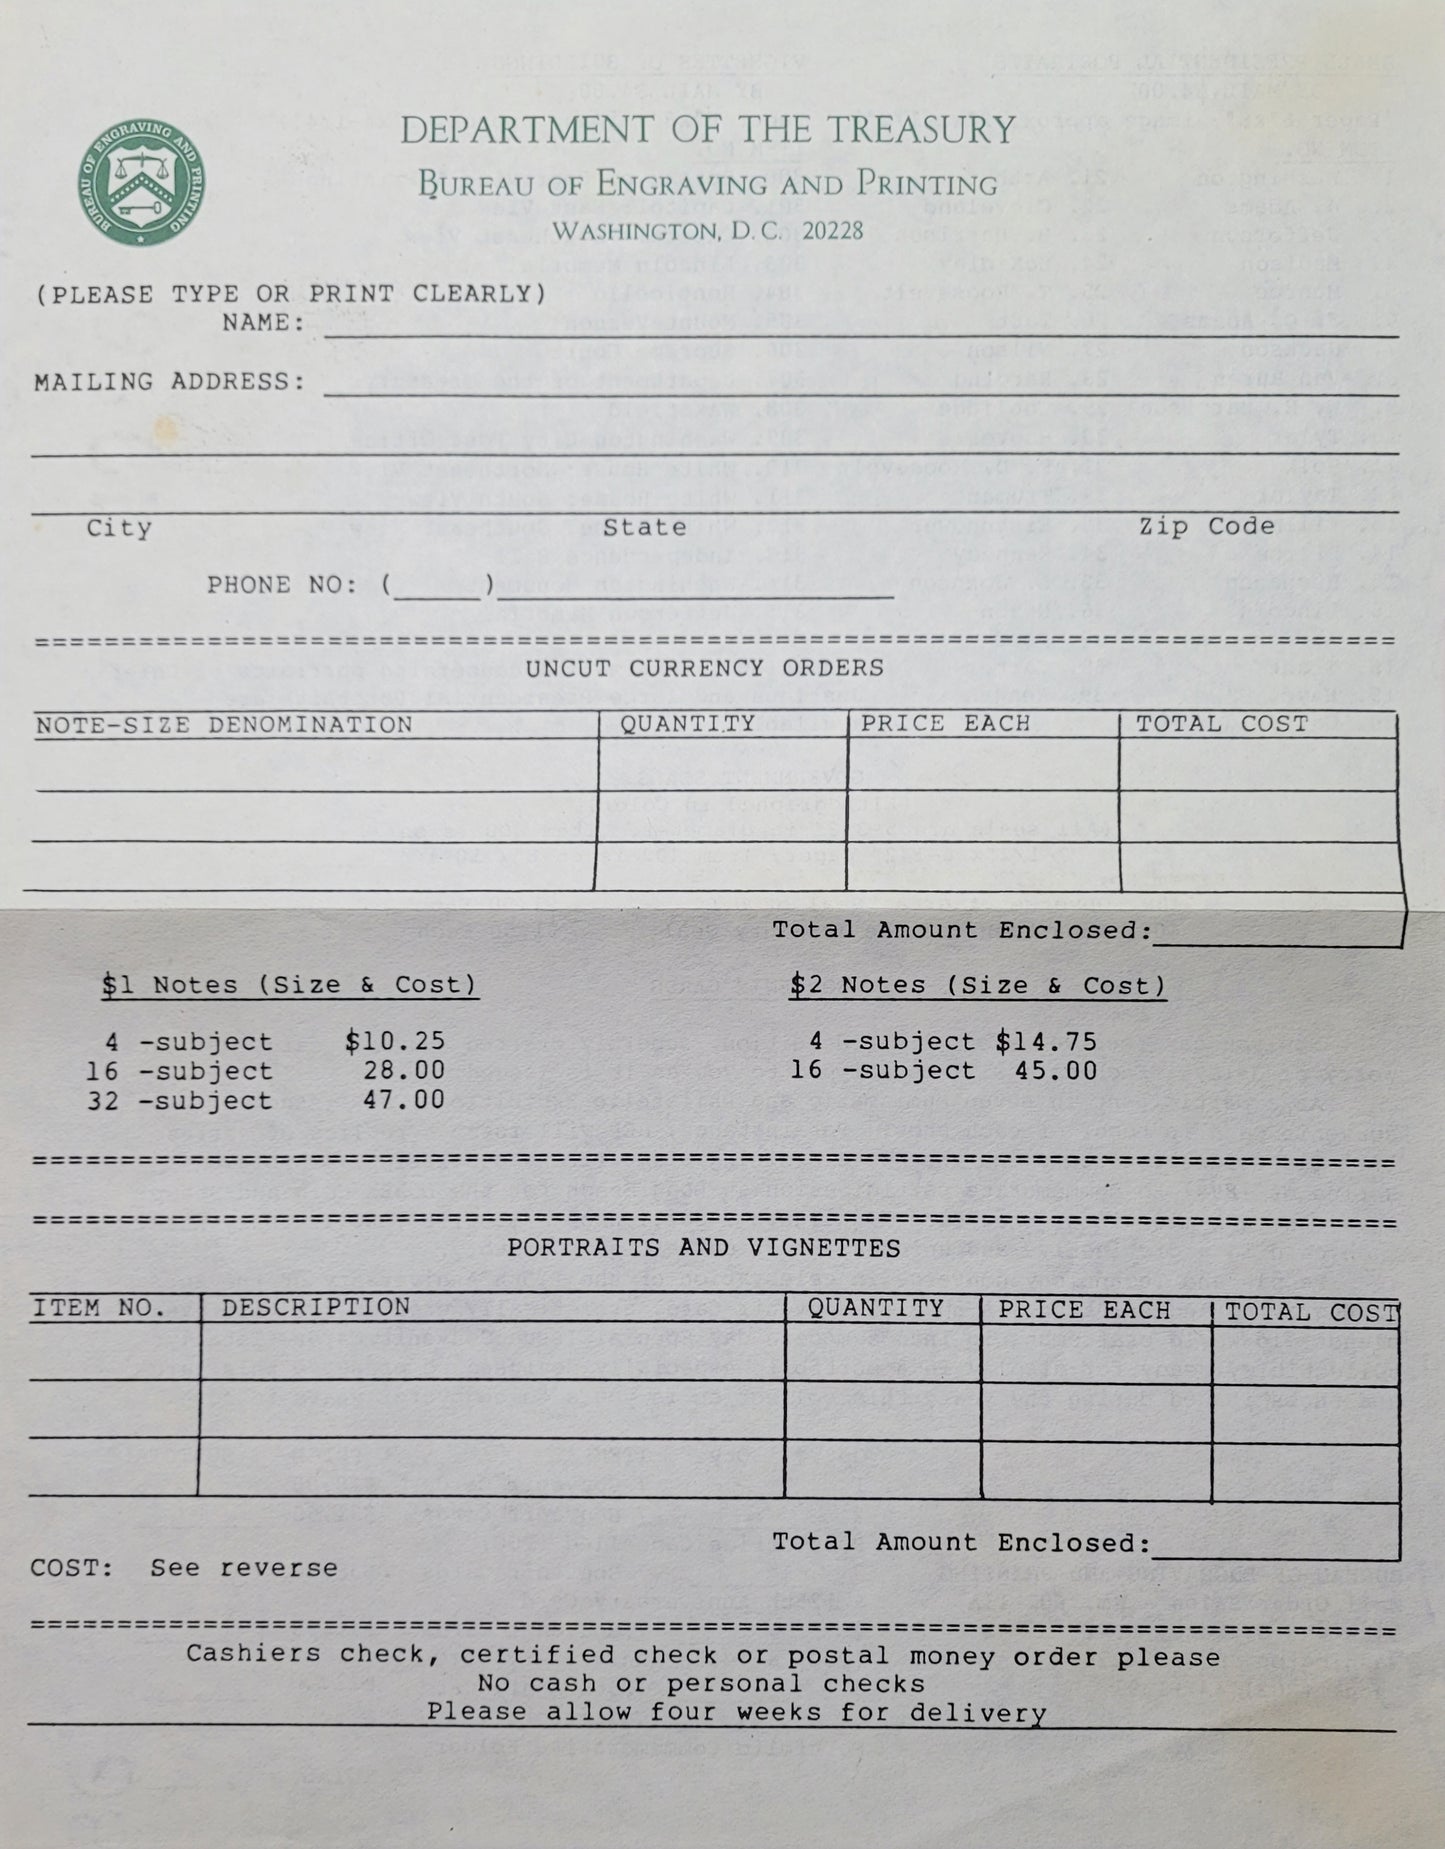 BUREAU OF ENGRAVING AND PRINTING
DEPARTMENT OF THE TREASURY
BUREAU OF ENGRAVING AND PRINTING
WASHINGTON, D.C. 20228
(PLEASE TYPE OR PRINT CLEARLY)
NAME:
MAILING ADDRESS:
City State Zip Code
PHONE NO: ( )
UNCUT CURRENCY ORDERS
NOTE-SIZE DENOMINATION QUANTITY PRICE EACH TOTAL COST
Total Amount Enclosed:
$1 Notes (Size & Cost) $2 Notes (Size & Cost)
4 -subject $10.25 4 -subject $14.75
16 -subject 28.00 16 -subject 45.00
32 -subject 47.00
PORTRAITS AND VIGNETTES
ITEM NO. DESCRIPTION QUANTITY PRICE EACH TOTAL COST
Total Amount Enclosed:
COST: See reverse
Cashiers check, certified check or postal money order please
No cash or personal checks
Please allow four weeks for delivery